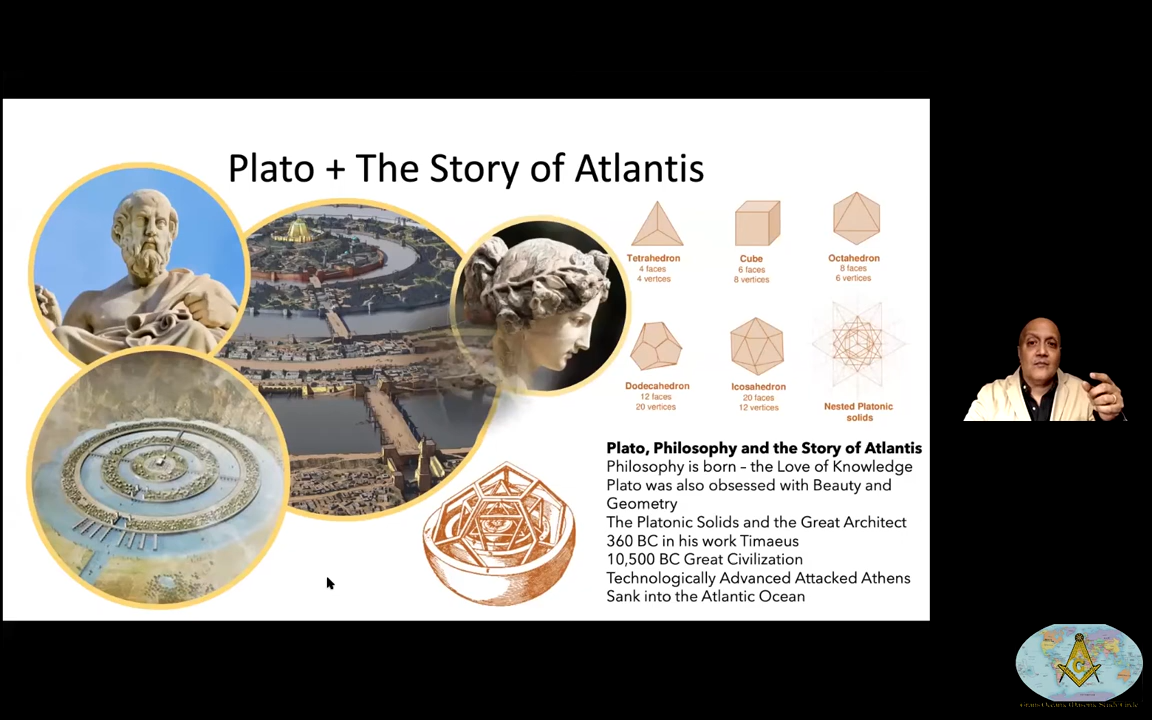 Plato + The Story of Atlantis
Tetrahedron
4 faces
4 vertces
Cube
6 faces
8 vertices
Octahedron
8 faces
6 vertices
Dodecahedron
12 faces
20 vertices
Icosahedron
20 faces
12 vertices
Nested Platonic
solids
Plato, Philosophy and the Story of Atlantis
Philosophy is born – the Love of Knowledge
Plato was also obsessed with Beauty and
Geometry
The Platonic Solids and the Great Architect
360 BC in his work Timaeus
10,500 BC Great Civilization
Technologically Advanced Attacked Athens
Sank into the Atlantic Ocean
G
Masonic Study Circle